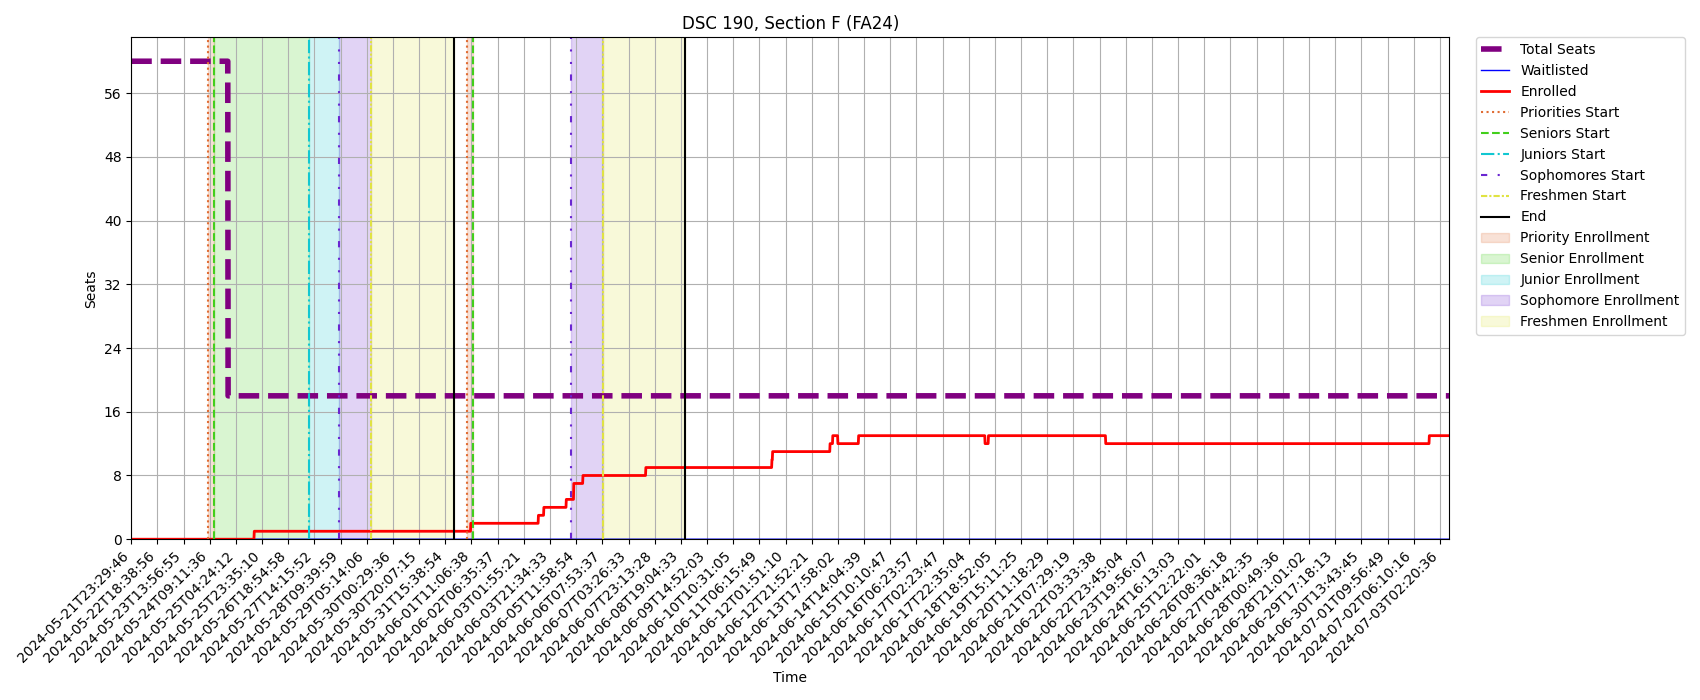 DSC 190, Section F (FA24)
Total Seats
Waitlisted
Enrolled
Priorities Start
Seniors Start
Juniors Start
Sophomores Start
Freshmen Start
End
Priority Enrollment
Senior Enrollment
Junior Enrollment
Sophomore Enrollment
Freshmen Enrollment
Seats
56
48
40
32
24
16
8
0
2024-05-21T23:29:46
2024-05-22T18:38:56
2024-05-23T13:56:55
2024-05-24T09:11:36
2024-05-25T04:24:12
2024-05-25T23:35:10
2024-05-26T18:54:58
2024-05-27T14:15:52
2024-05-28T09:39:59
2024-05-29T05:14:06
2024-05-30T00:29:36
2024-05-30T20:07:15
2024-05-31T15:38:54
2024-06-01T11:06:38
2024-06-02T06:35:37
2024-06-03T01:55:21
2024-06-03T21:34:33
2024-06-05T11:58:54
2024-06-06T07:53:37
2024-06-07T03:26:33
2024-06-07T23:13:28
2024-06-08T19:04:33
2024-06-09T14:52:03
2024-06-10T10:31:05
2024-06-11T06:15:49
2024-06-12T01:51:10
2024-06-12T21:52:21
2024-06-13T17:58:02
2024-06-14T14:04:39
2024-06-15T10:10:47
2024-06-16T06:23:57
2024-06-17T02:23:47
2024-06-17T22:35:04
2024-06-18T18:52:05
2024-06-19T15:11:25
2024-06-20T11:18:29
2024-06-21T07:29:19
2024-06-22T03:33:38
2024-06-22T23:45:04
2024-06-23T19:56:07
2024-06-24T16:13:03
2024-06-25T12:22:01
2024-06-26T08:36:18
2024-06-27T04:42:35
2024-06-28T00:49:36
2024-06-28T21:01:02
2024-06-29T17:18:13
2024-06-30T13:43:45
2024-07-01T09:56:49
2024-07-02T06:10:16
2024-07-03T02:20:36
Time